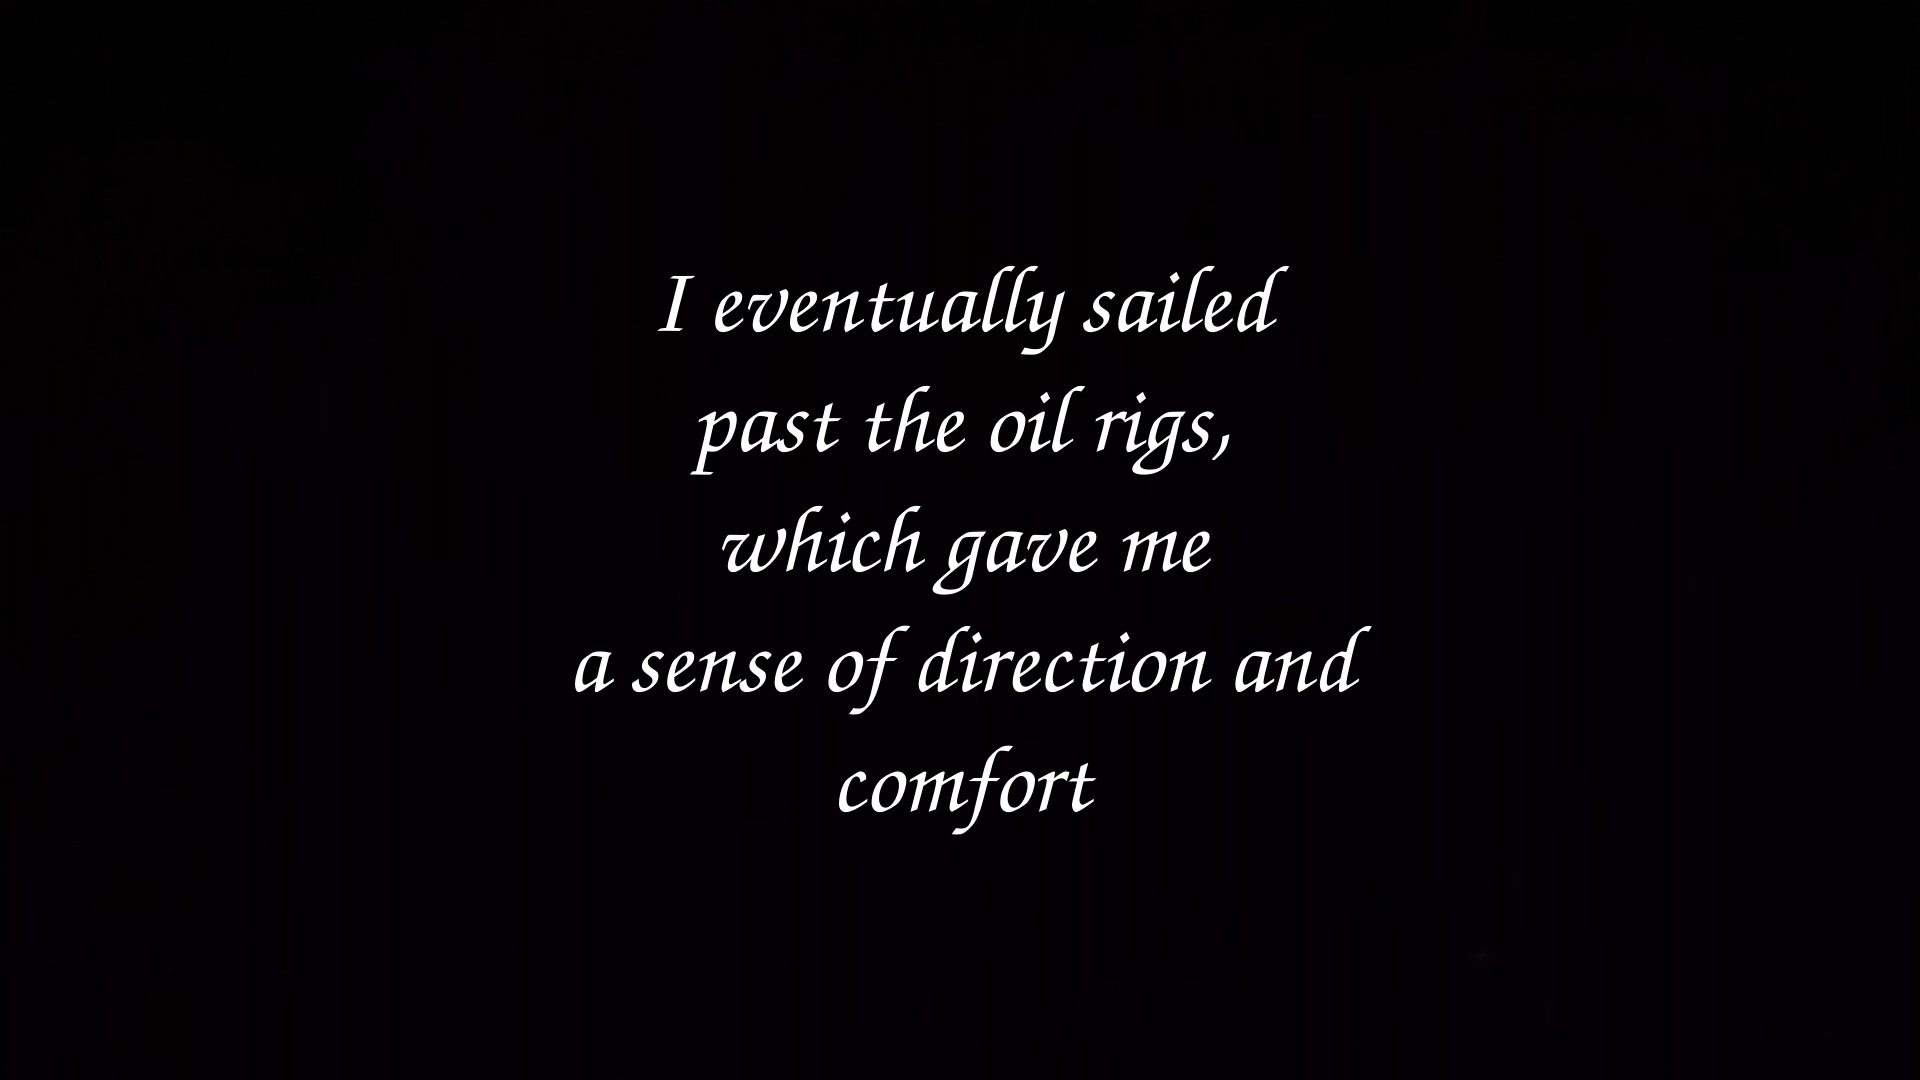 I eventually sailed
past the oil rigs,
which gave me
a sense of direction and
comfort